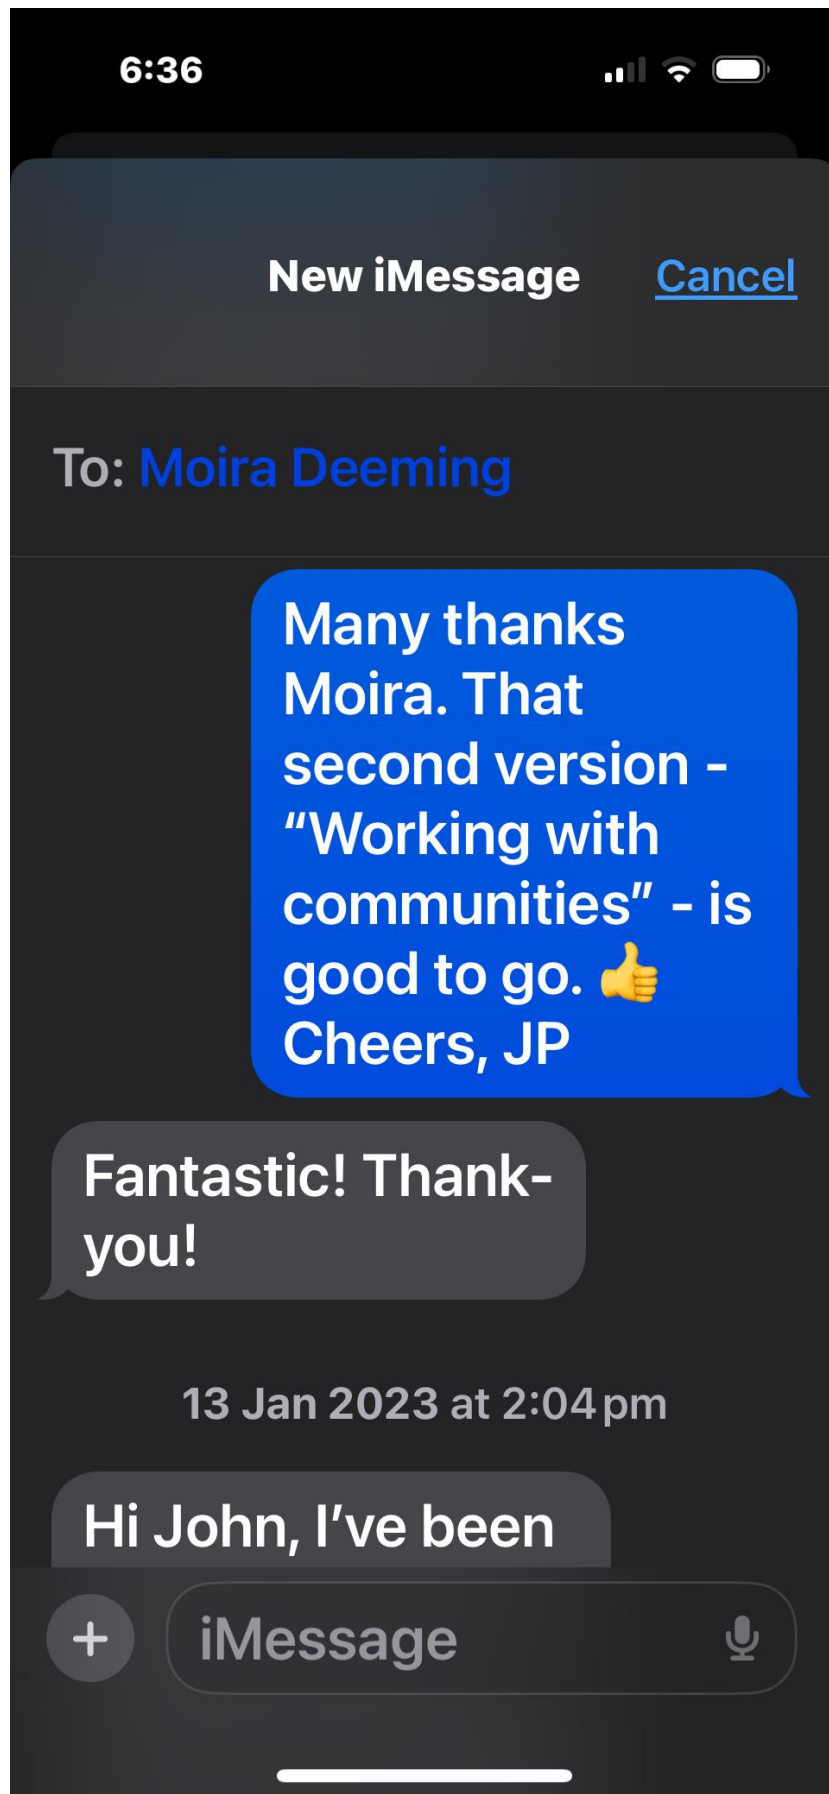 6:36
New iMessage
Cancel
To: Moira Deeming
Many thanks
Moira. That
second version -
“Working with
communities” - is
good to go. 👍
Cheers, JP
Fantastic! Thank-
you!
13 Jan 2023 at 2:04 pm
Hi John, I’ve been
iMessage